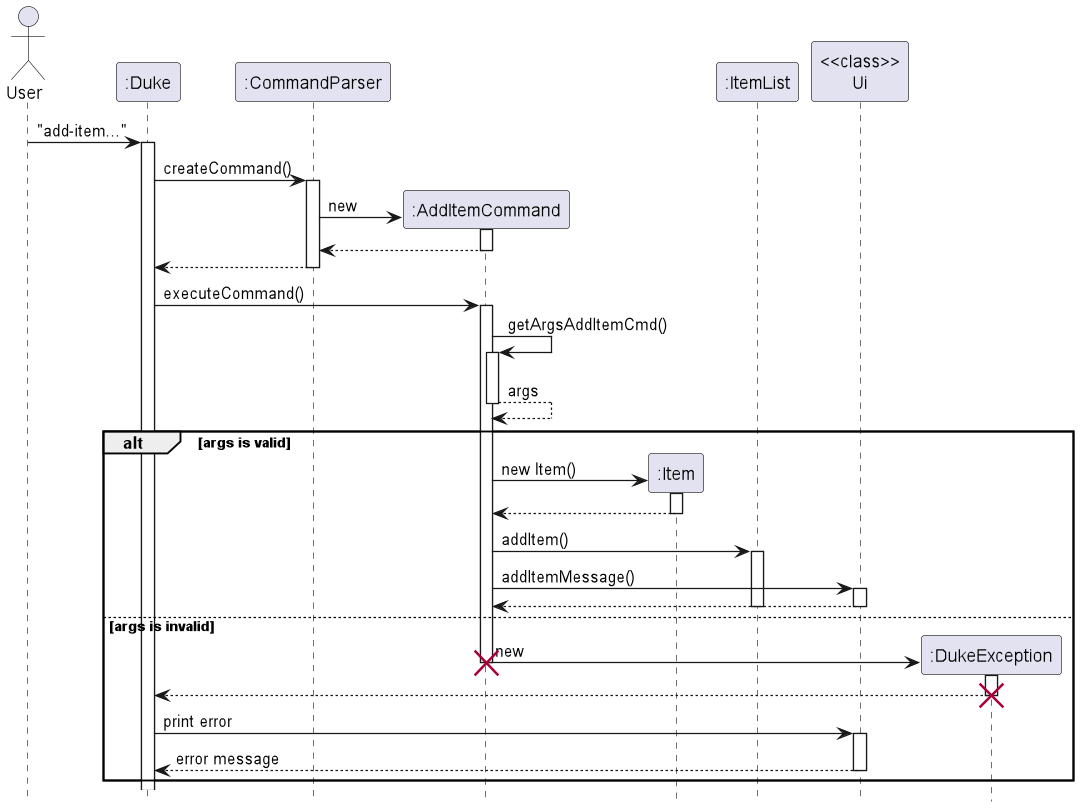 User
:Duke
:CommandParser
:ItemList
<<class>>
Ui
"add-item..."
createCommand()
new
:AddItemCommand
executeCommand()
getArgsAddItemCmd()
args
alt
[args is valid]
new Item()
:Item
addItem()
addItemMessage()
[args is invalid]
new
:DukeException
print error
error message